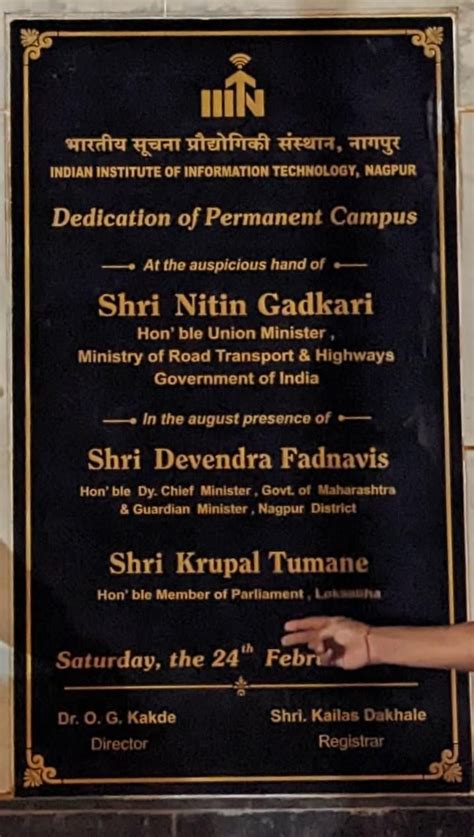 IIITN
भारतीय सूचना प्रौद्योगिकी संस्थान, नागपुर
INDIAN INSTITUTE OF INFORMATION TECHNOLOGY, NAGPUR
Dedication of Permanent Campus
At the auspicious hand of
Shri Nitin Gadkari
Hon' ble Union Minister ,
Ministry of Road Transport & Highways
Government of India
In the august presence of
Shri Devendra Fadnavis
Hon' ble Dy. Chief Minister , Govt. of Maharashtra
& Guardian Minister , Nagpur District
Shri Krupal Tumane
Hon' ble Member of Parliament , Loksabha
Saturday, the 24th Febr
Dr. O. G. Kakde
Director
Shri. Kailas Dakhale
Registrar